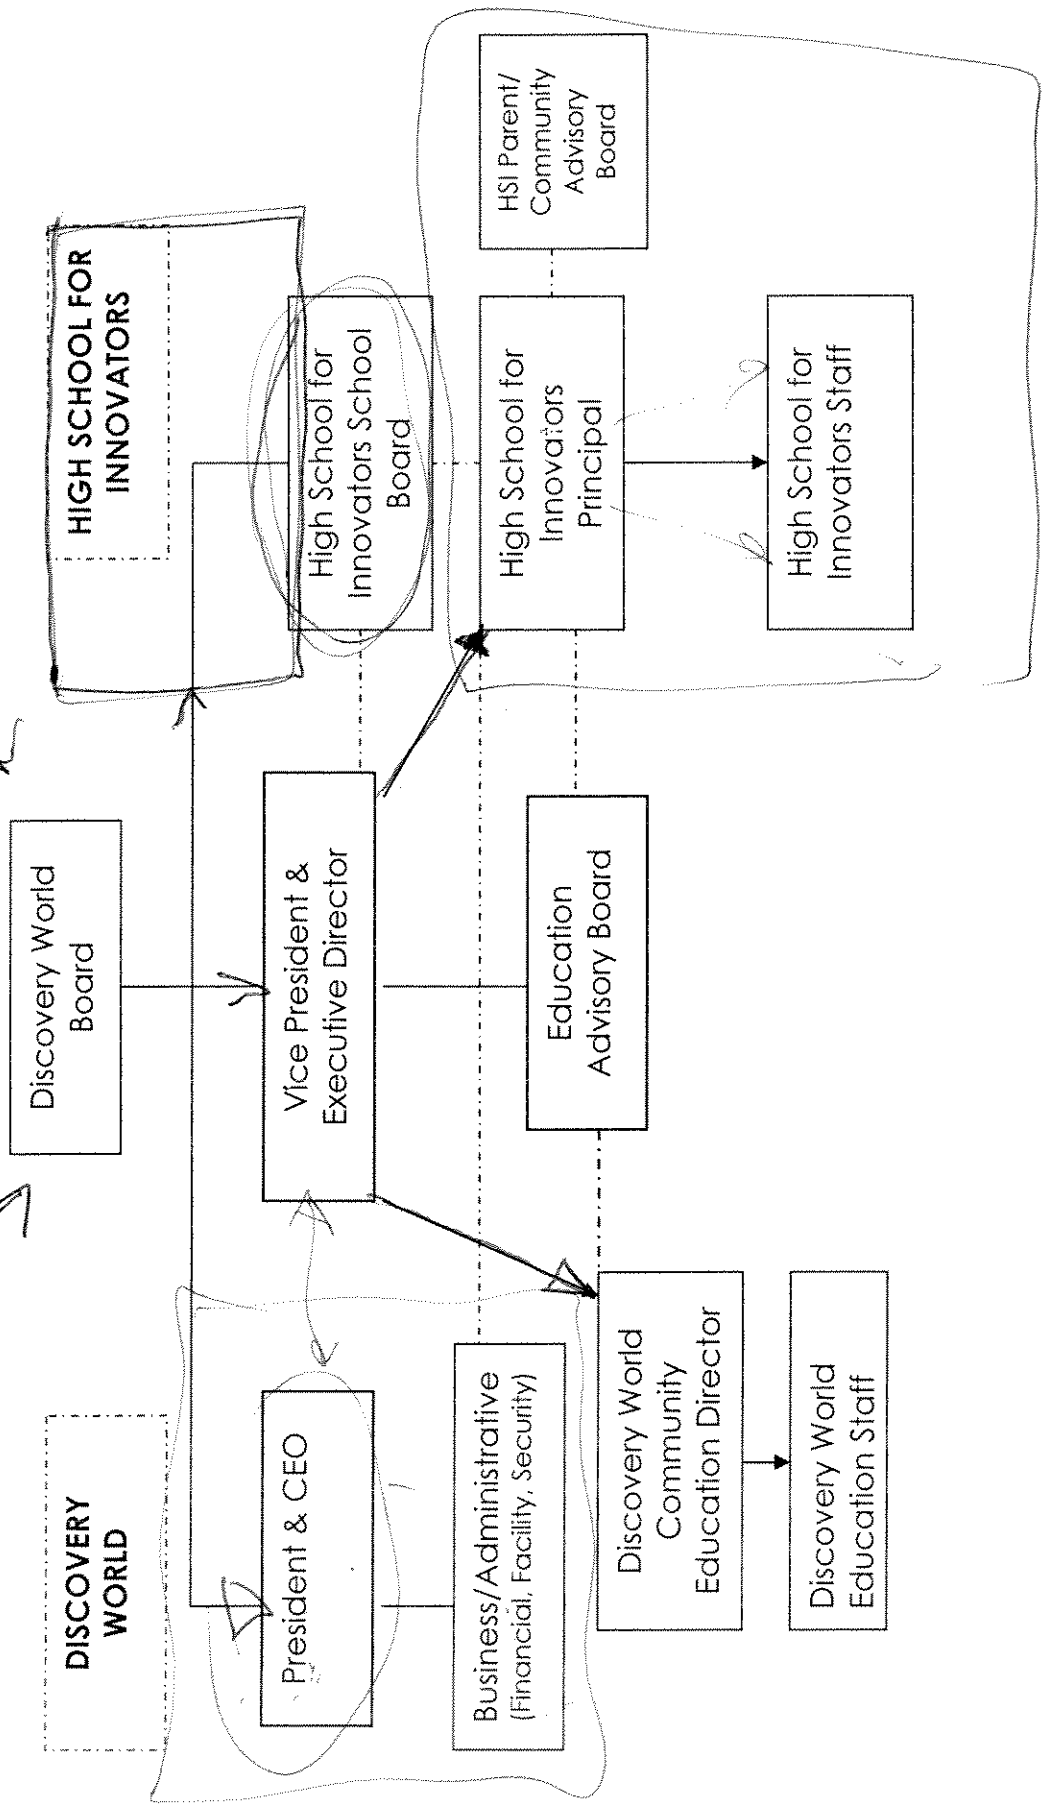 DISCOVERY
WORLD
Discovery World
Board
HIGH SCHOOL FOR
INNOVATORS
President & CEO
Vice President &
Executive Director
High School for
Innovators School
Board
Business/Administrative
(Financial, Facility, Security)
Education
Advisory Board
High School for
Innovators
Principal
HSI Parent/
Community
Advisory
Board
Discovery World
Community
Education Director
High School for
Innovators Staff
Discovery World
Education Staff